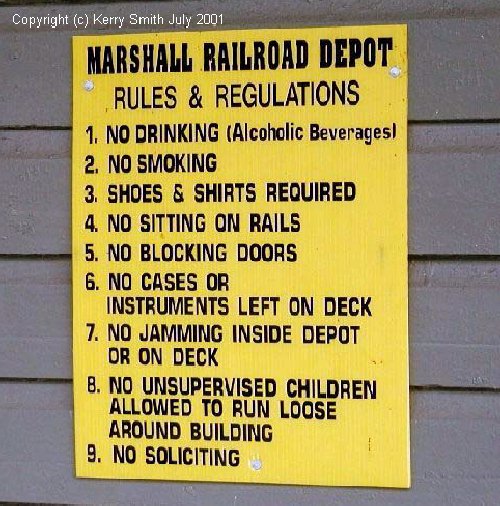 Copyright (c) Kerry Smith July 2001
MARSHALL RAILROAD DEPOT
RULES & REGULATIONS
1. NO DRINKING (Alcoholic Beverages)
2. NO SMOKING
3. SHOES & SHIRTS REQUIRED
4. NO SITTING ON RAILS
5. NO BLOCKING DOORS
6. NO CASES OR
INSTRUMENTS LEFT ON DECK
7. NO JAMMING INSIDE DEPOT
OR ON DECK
8. NO UNSUPERVISED CHILDREN
ALLOWED TO RUN LOOSE
AROUND BUILDING
9. NO SOLICITING